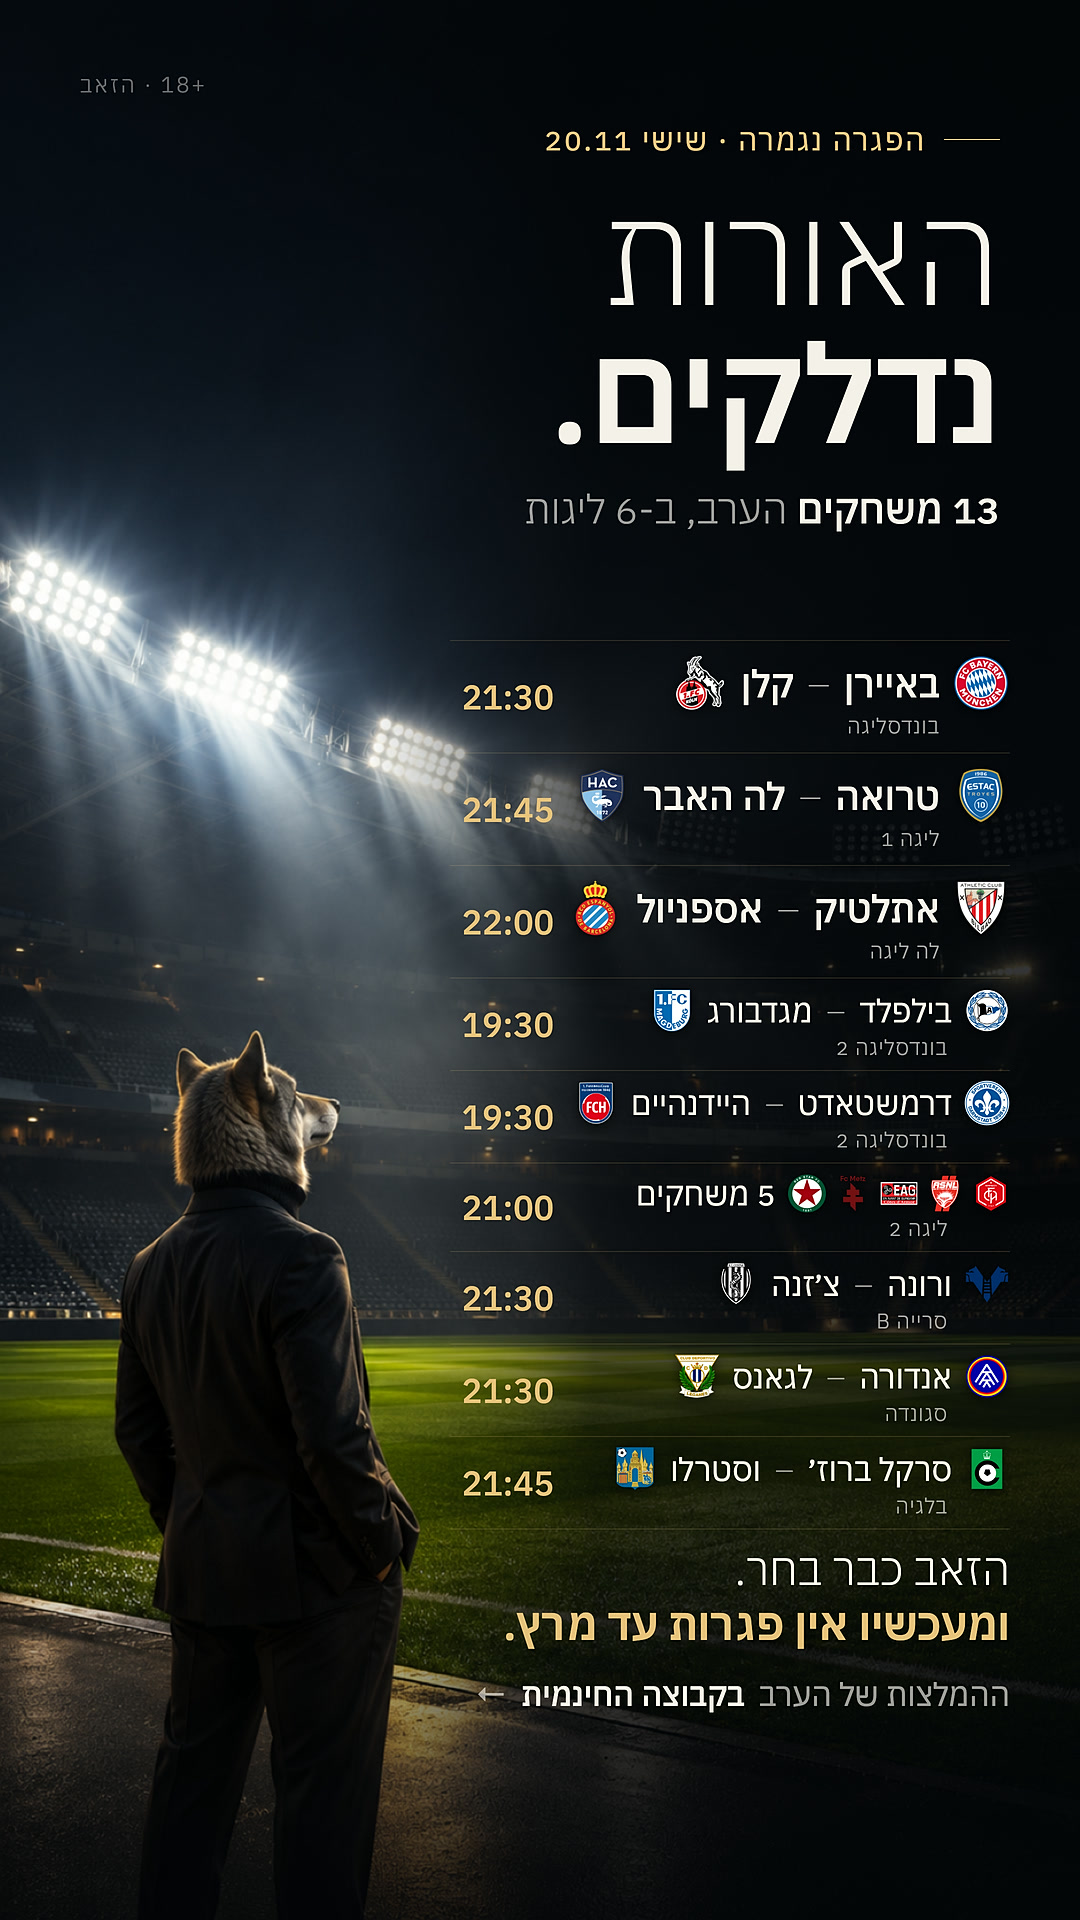 הזאב · 18+
הפגרה נגמרה · שישי 20.11
האורות
נדלקים.
13 משחקים הערב, ב-6 ליגות
באיירן – קלן 21:30
בונדסליגה
טרואה – לה האבר 21:45
ליגה 1
אתלטיק – אספניול 22:00
לה ליגה
בילפלד – מגדבורג 19:30
בונדסליגה 2
דרמשטאדט – היידנהיים 19:30
בונדסליגה 2
5 משחקים 21:00
ליגה 2
ורונה – צ׳זנה 21:30
סרייה B
אנדורה – לגאנס 21:30
סגונדה
סרקל ברוז׳ – וסטרלו 21:45
בלגיה
הזאב כבר בחר.
ומעכשיו אין פגרות עד מרץ.
ההמלצות של הערב בקבוצה החינמית ←